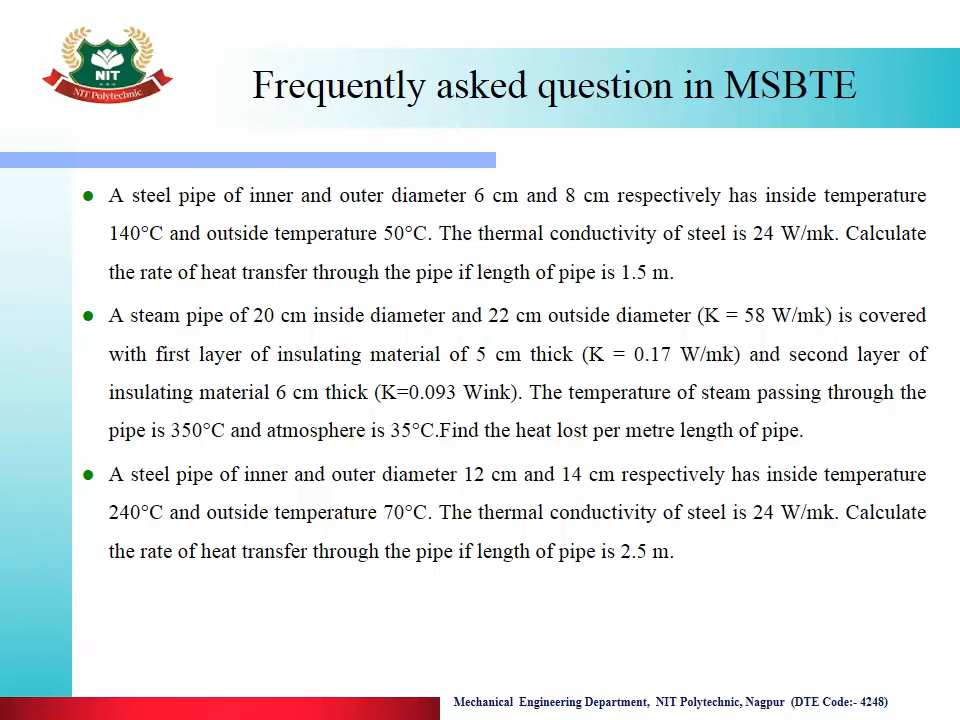 NIT
NIT Polytechnic
Frequently asked question in MSBTE
A steel pipe of inner and outer diameter 6 cm and 8 cm respectively has inside temperature
140°C and outside temperature 50°C. The thermal conductivity of steel is 24 W/mk. Calculate
the rate of heat transfer through the pipe if length of pipe is 1.5 m.
A steam pipe of 20 cm inside diameter and 22 cm outside diameter (K = 58 W/mk) is covered
with first layer of insulating material of 5 cm thick (K = 0.17 W/mk) and second layer of
insulating material 6 cm thick (K=0.093 Wink). The temperature of steam passing through the
pipe is 350°C and atmosphere is 35°C.Find the heat lost per metre length of pipe.
A steel pipe of inner and outer diameter 12 cm and 14 cm respectively has inside temperature
240°C and outside temperature 70°C. The thermal conductivity of steel is 24 W/mk. Calculate
the rate of heat transfer through the pipe if length of pipe is 2.5 m.
Mechanical Engineering Department, NIT Polytechnic, Nagpur (DTE Code:- 4248)